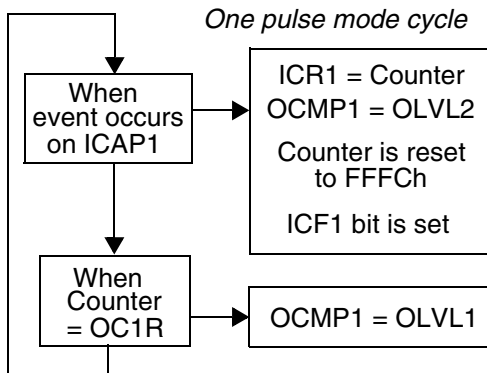 One pulse mode cycle
When
event occurs
on ICAP1
ICR1 = Counter
OCMP1 = OLVL2
Counter is reset
to FFFCh
ICF1 bit is set
When
Counter
= OC1R
OCMP1 = OLVL1